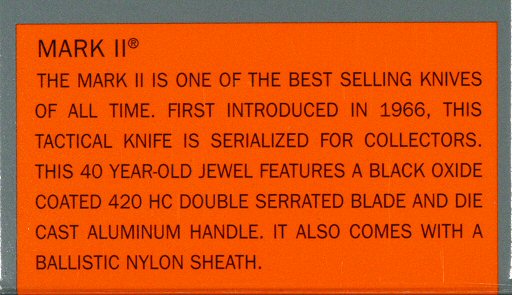 MARK II®
THE MARK II IS ONE OF THE BEST SELLING KNIVES
OF ALL TIME. FIRST INTRODUCED IN 1966, THIS
TACTICAL KNIFE IS SERIALIZED FOR COLLECTORS.
THIS 40 YEAR-OLD JEWEL FEATURES A BLACK OXIDE
COATED 420 HC DOUBLE SERRATED BLADE AND DIE
CAST ALUMINUM HANDLE. IT ALSO COMES WITH A
BALLISTIC NYLON SHEATH.